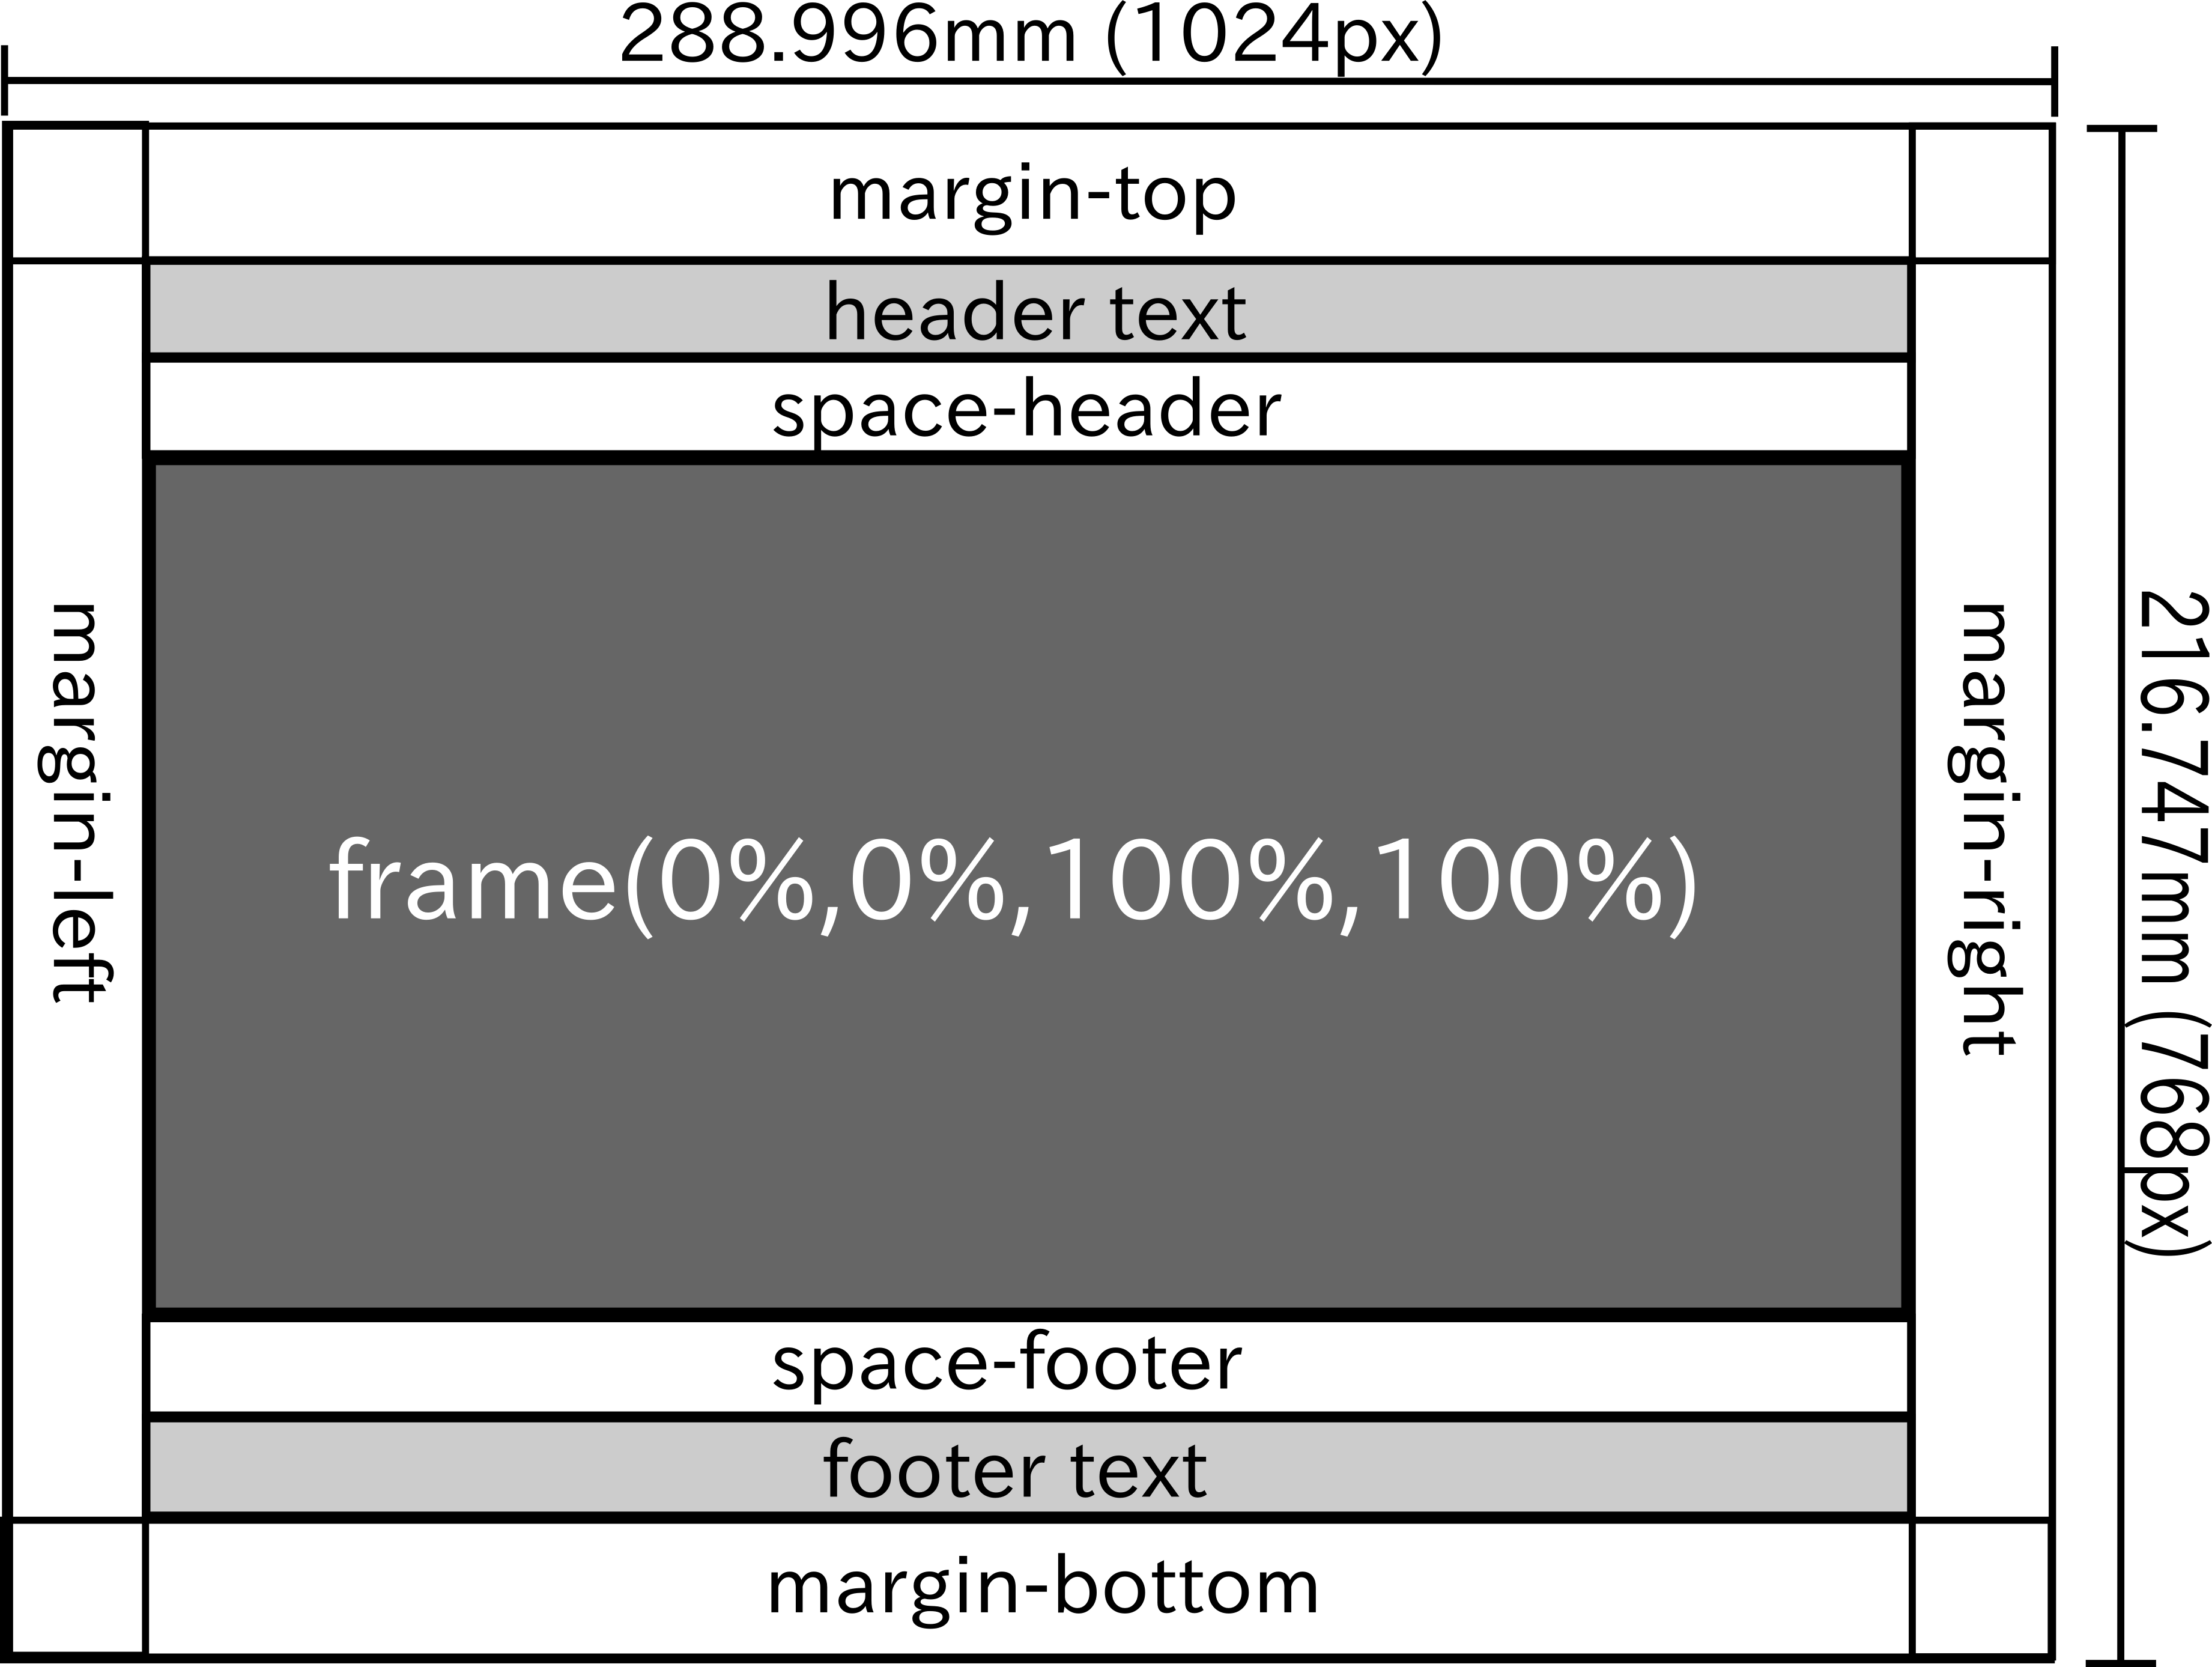 288.996mm (1024px)
margin-top
header text
space-header
margin-left
frame(0%,0%,100%,100%)
margin-right
216.747mm (768px)
space-footer
footer text
margin-bottom